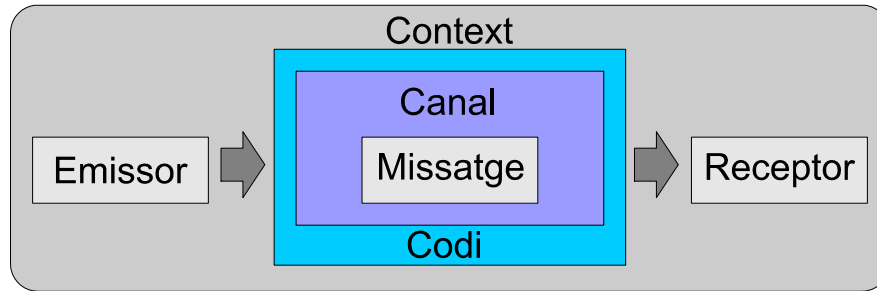 Context
Canal
Emissor
Missatge
Receptor
Codi